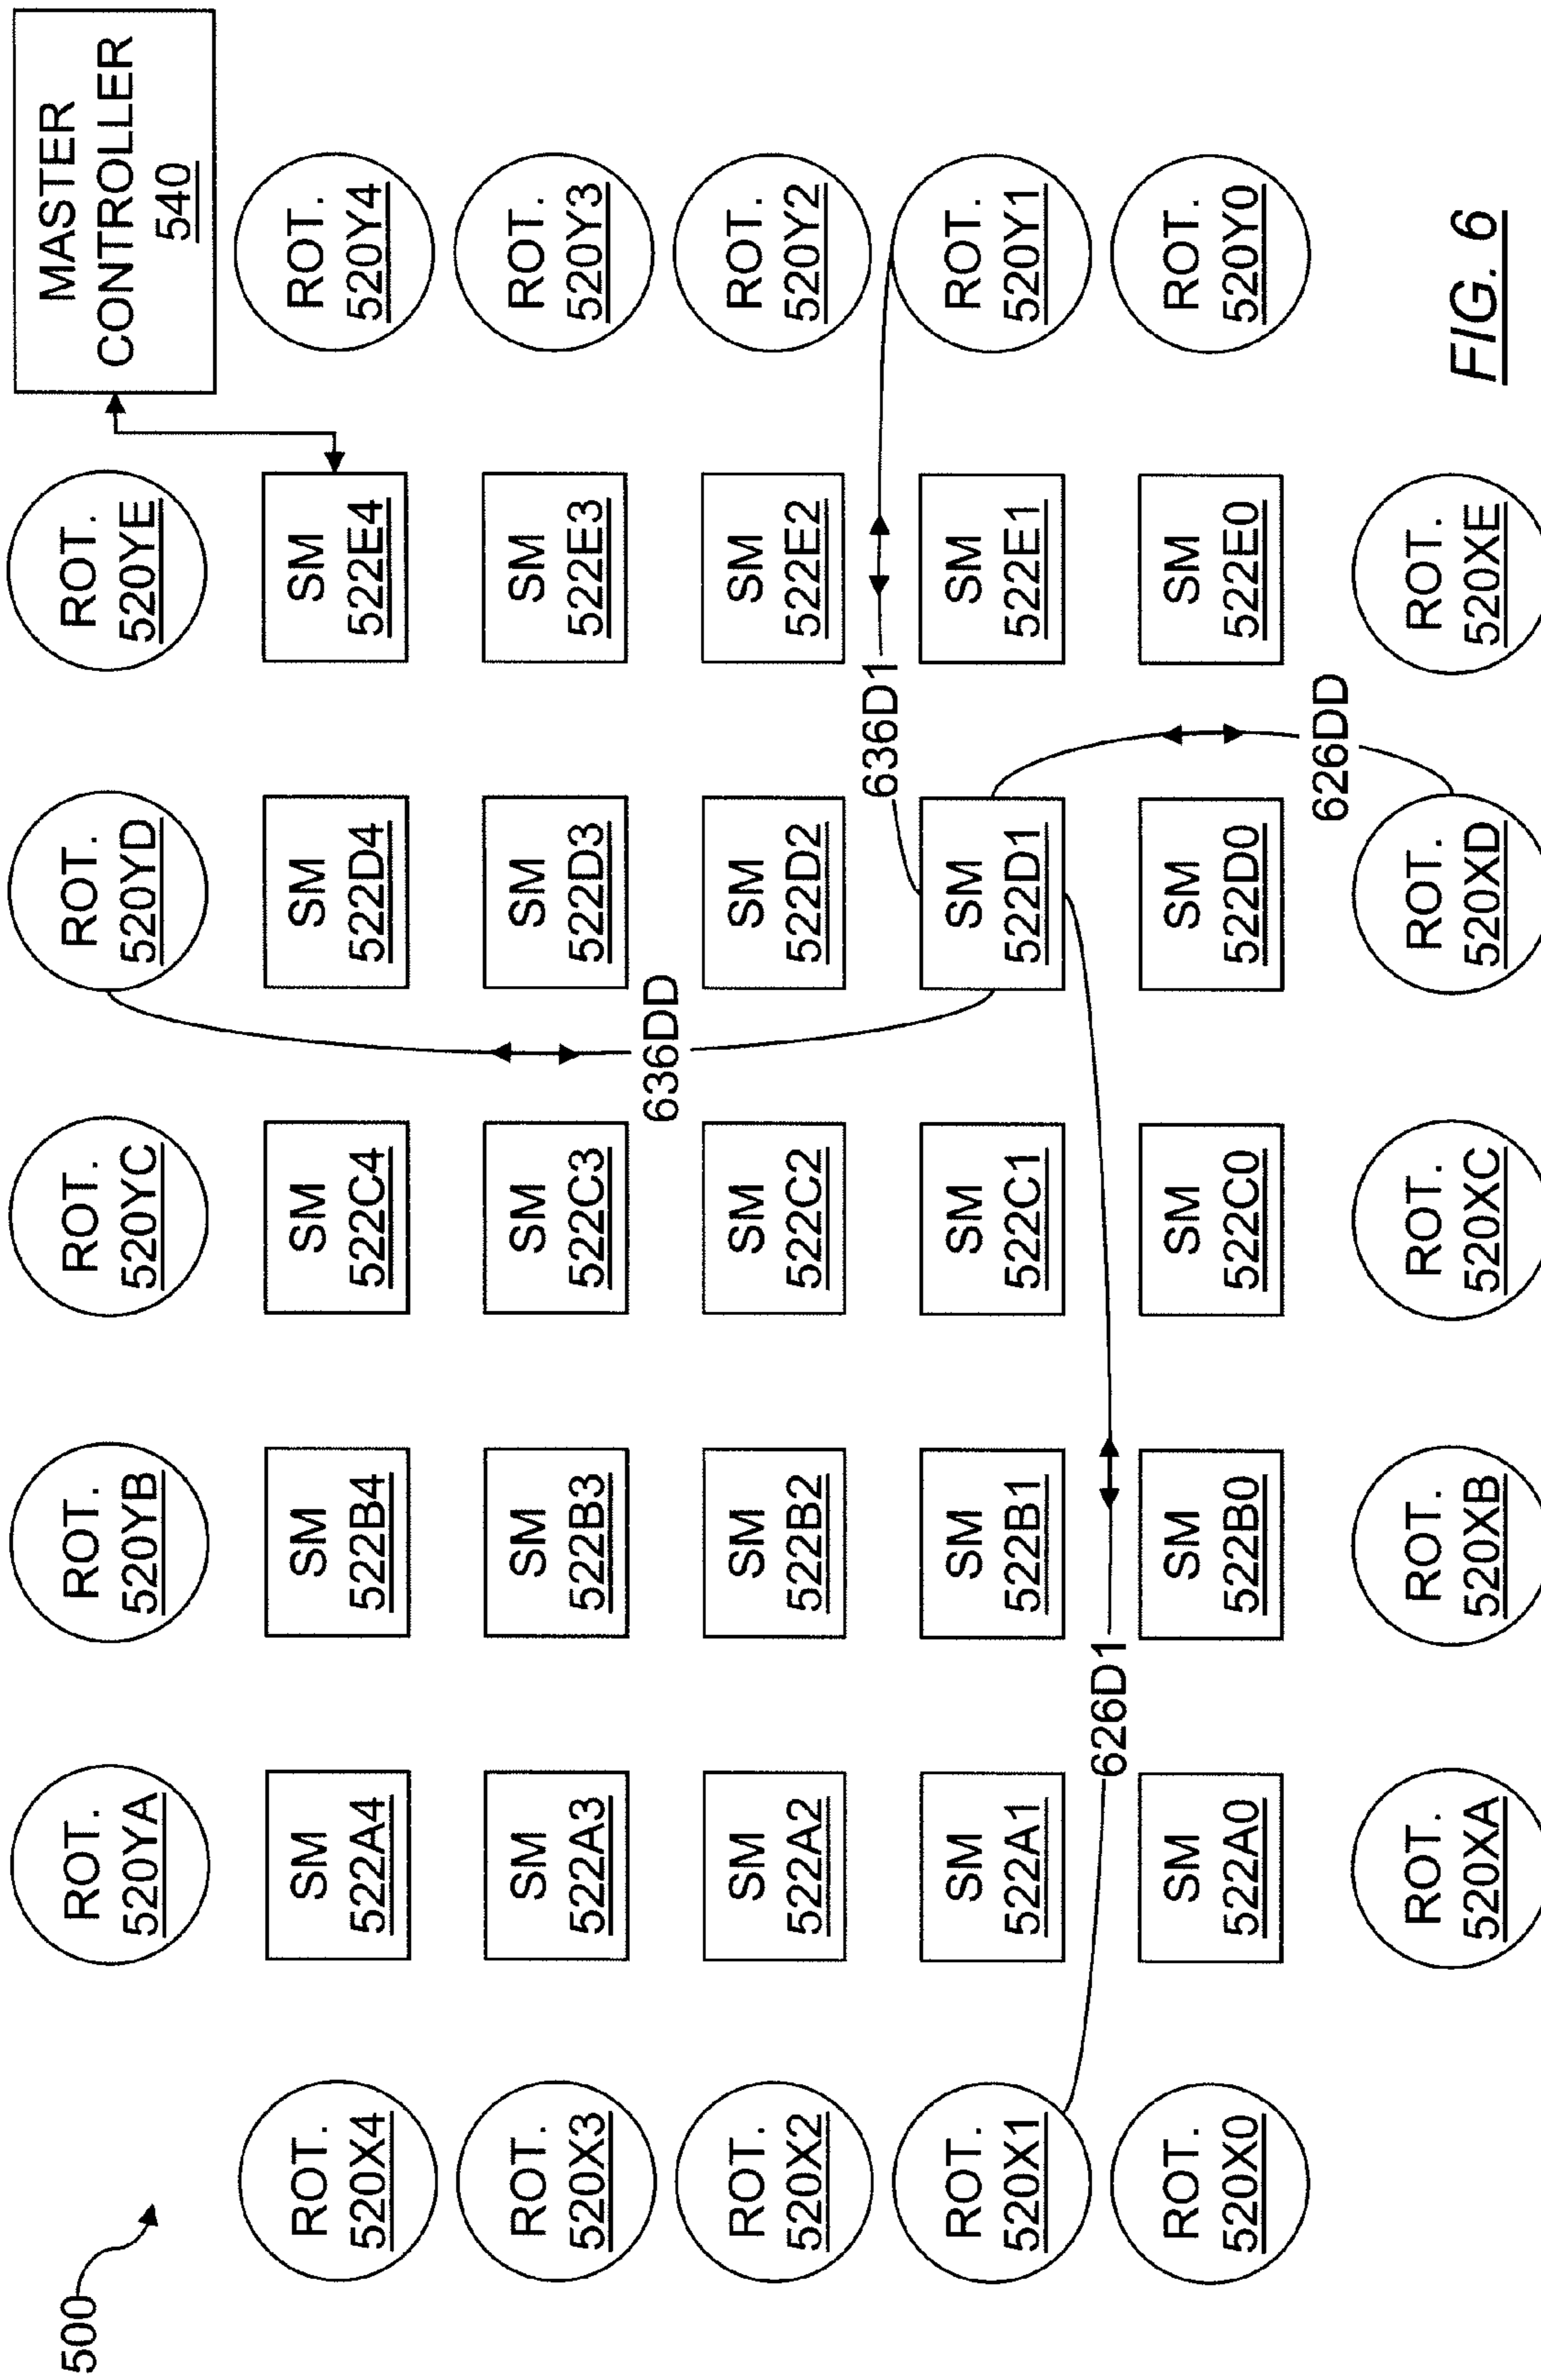 500
ROT.
520YA
ROT.
520YB
ROT.
520YC
ROT.
520YD
ROT.
520YE
MASTER
CONTROLLER
540
ROT.
520X4
SM
522A4
SM
522B4
SM
522C4
SM
522D4
SM
522E4
ROT.
520Y4
ROT.
520X3
SM
522A3
SM
522B3
SM
522C3
SM
522D3
SM
522E3
ROT.
520Y3
636DD
ROT.
520X2
SM
522A2
SM
522B2
SM
522C2
SM
522D2
SM
522E2
ROT.
520Y2
636D1
ROT.
520X1
SM
522A1
SM
522B1
SM
522C1
SM
522D1
SM
522E1
ROT.
520Y1
626D1
ROT.
520X0
SM
522A0
SM
522B0
SM
522C0
SM
522D0
SM
522E0
ROT.
520Y0
626DD
ROT.
520XA
ROT.
520XB
ROT.
520XC
ROT.
520XD
ROT.
520XE
FIG. 6